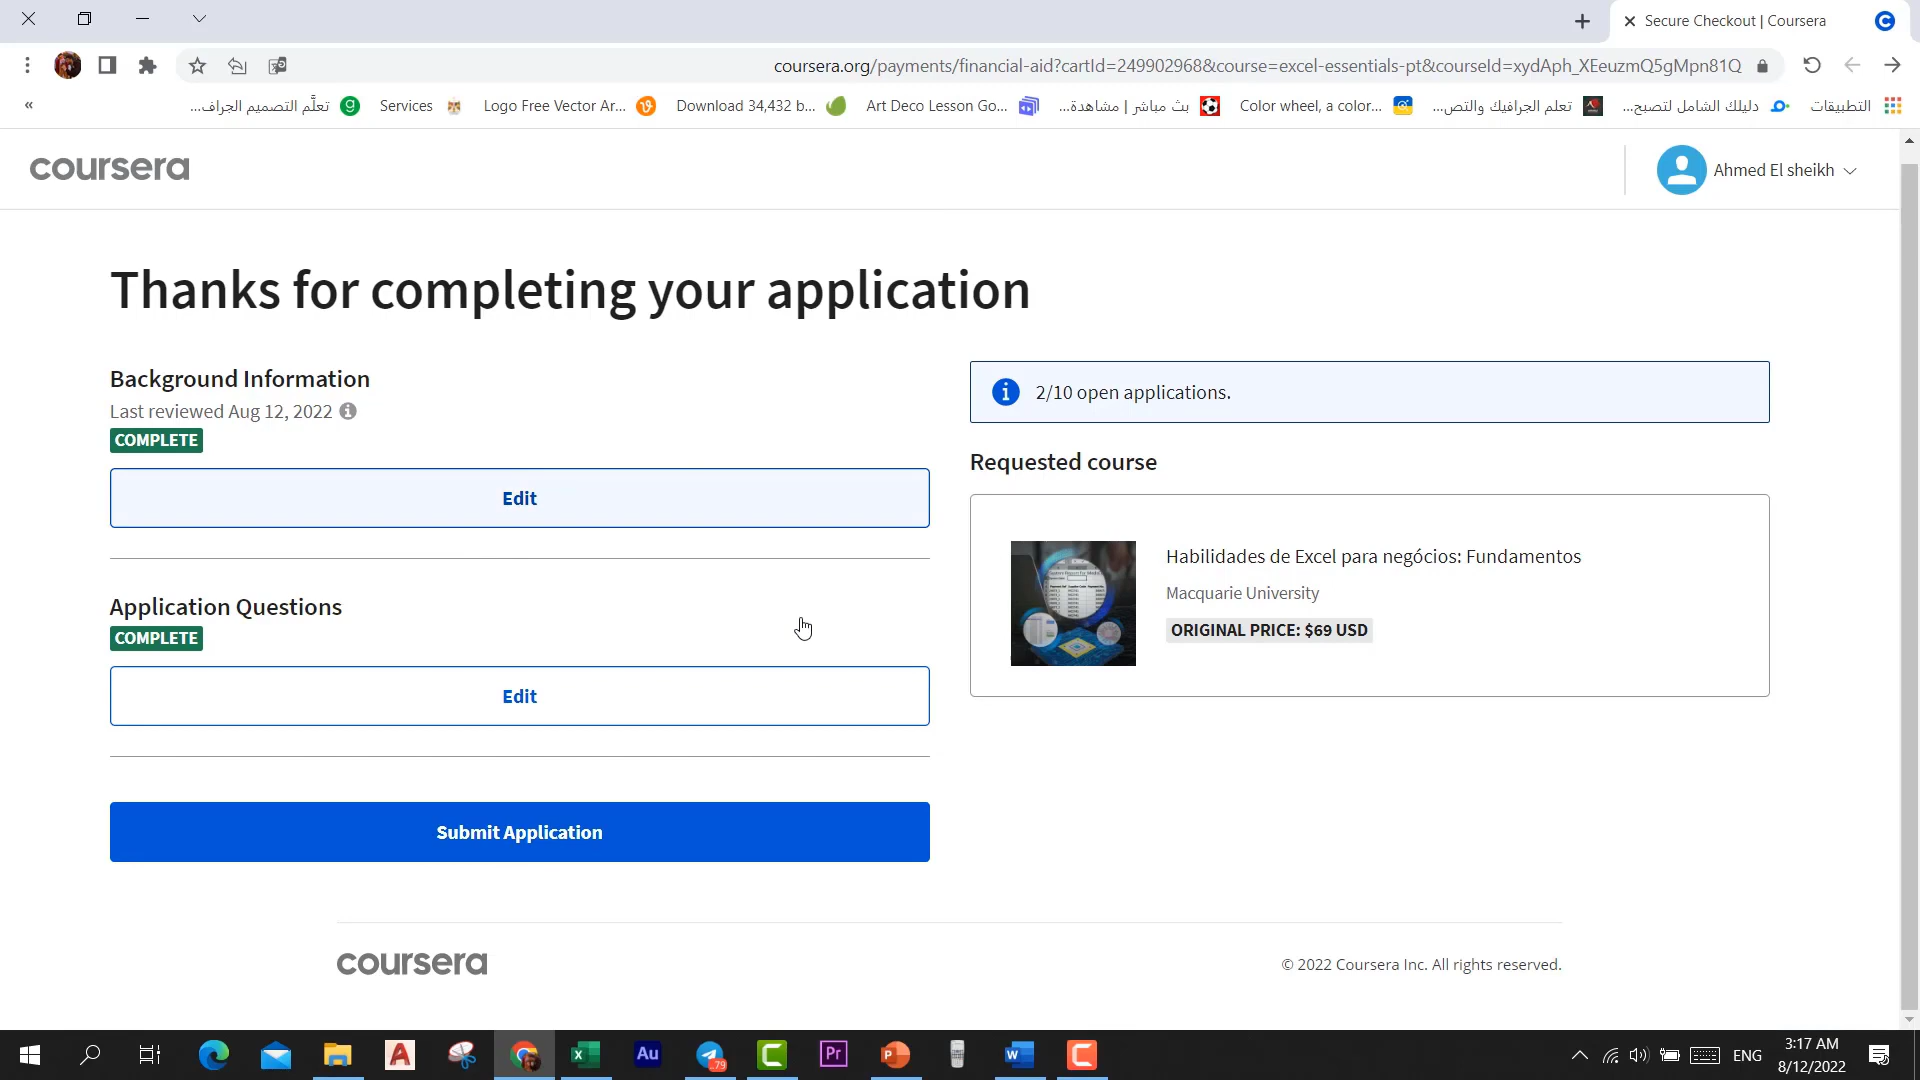 Secure Checkout | Coursera
coursera.org/payments/financial-aid?cartId=249902968&course=excel-essentials-pt&courseId=xydAph_XEeuzmQ5gMpn81Q
التطبيقات
دليلك الشامل لتصبح...
تعلم الجرافيك والتص...
Color wheel, a color...
بث مباشر | مشاهدة...
Art Deco Lesson Go...
Download 34,432 b...
Logo Free Vector Ar...
Services
تعلَّم التصميم الجراف...
coursera
Ahmed El sheikh
Thanks for completing your application
Background Information
Last reviewed Aug 12, 2022
COMPLETE
Edit
Application Questions
COMPLETE
Edit
Submit Application
2/10 open applications.
Requested course
Habilidades de Excel para negócios: Fundamentos
Macquarie University
ORIGINAL PRICE: $69 USD
coursera
© 2022 Coursera Inc. All rights reserved.
Au
79
Pr
ENG
3:17 AM
8/12/2022